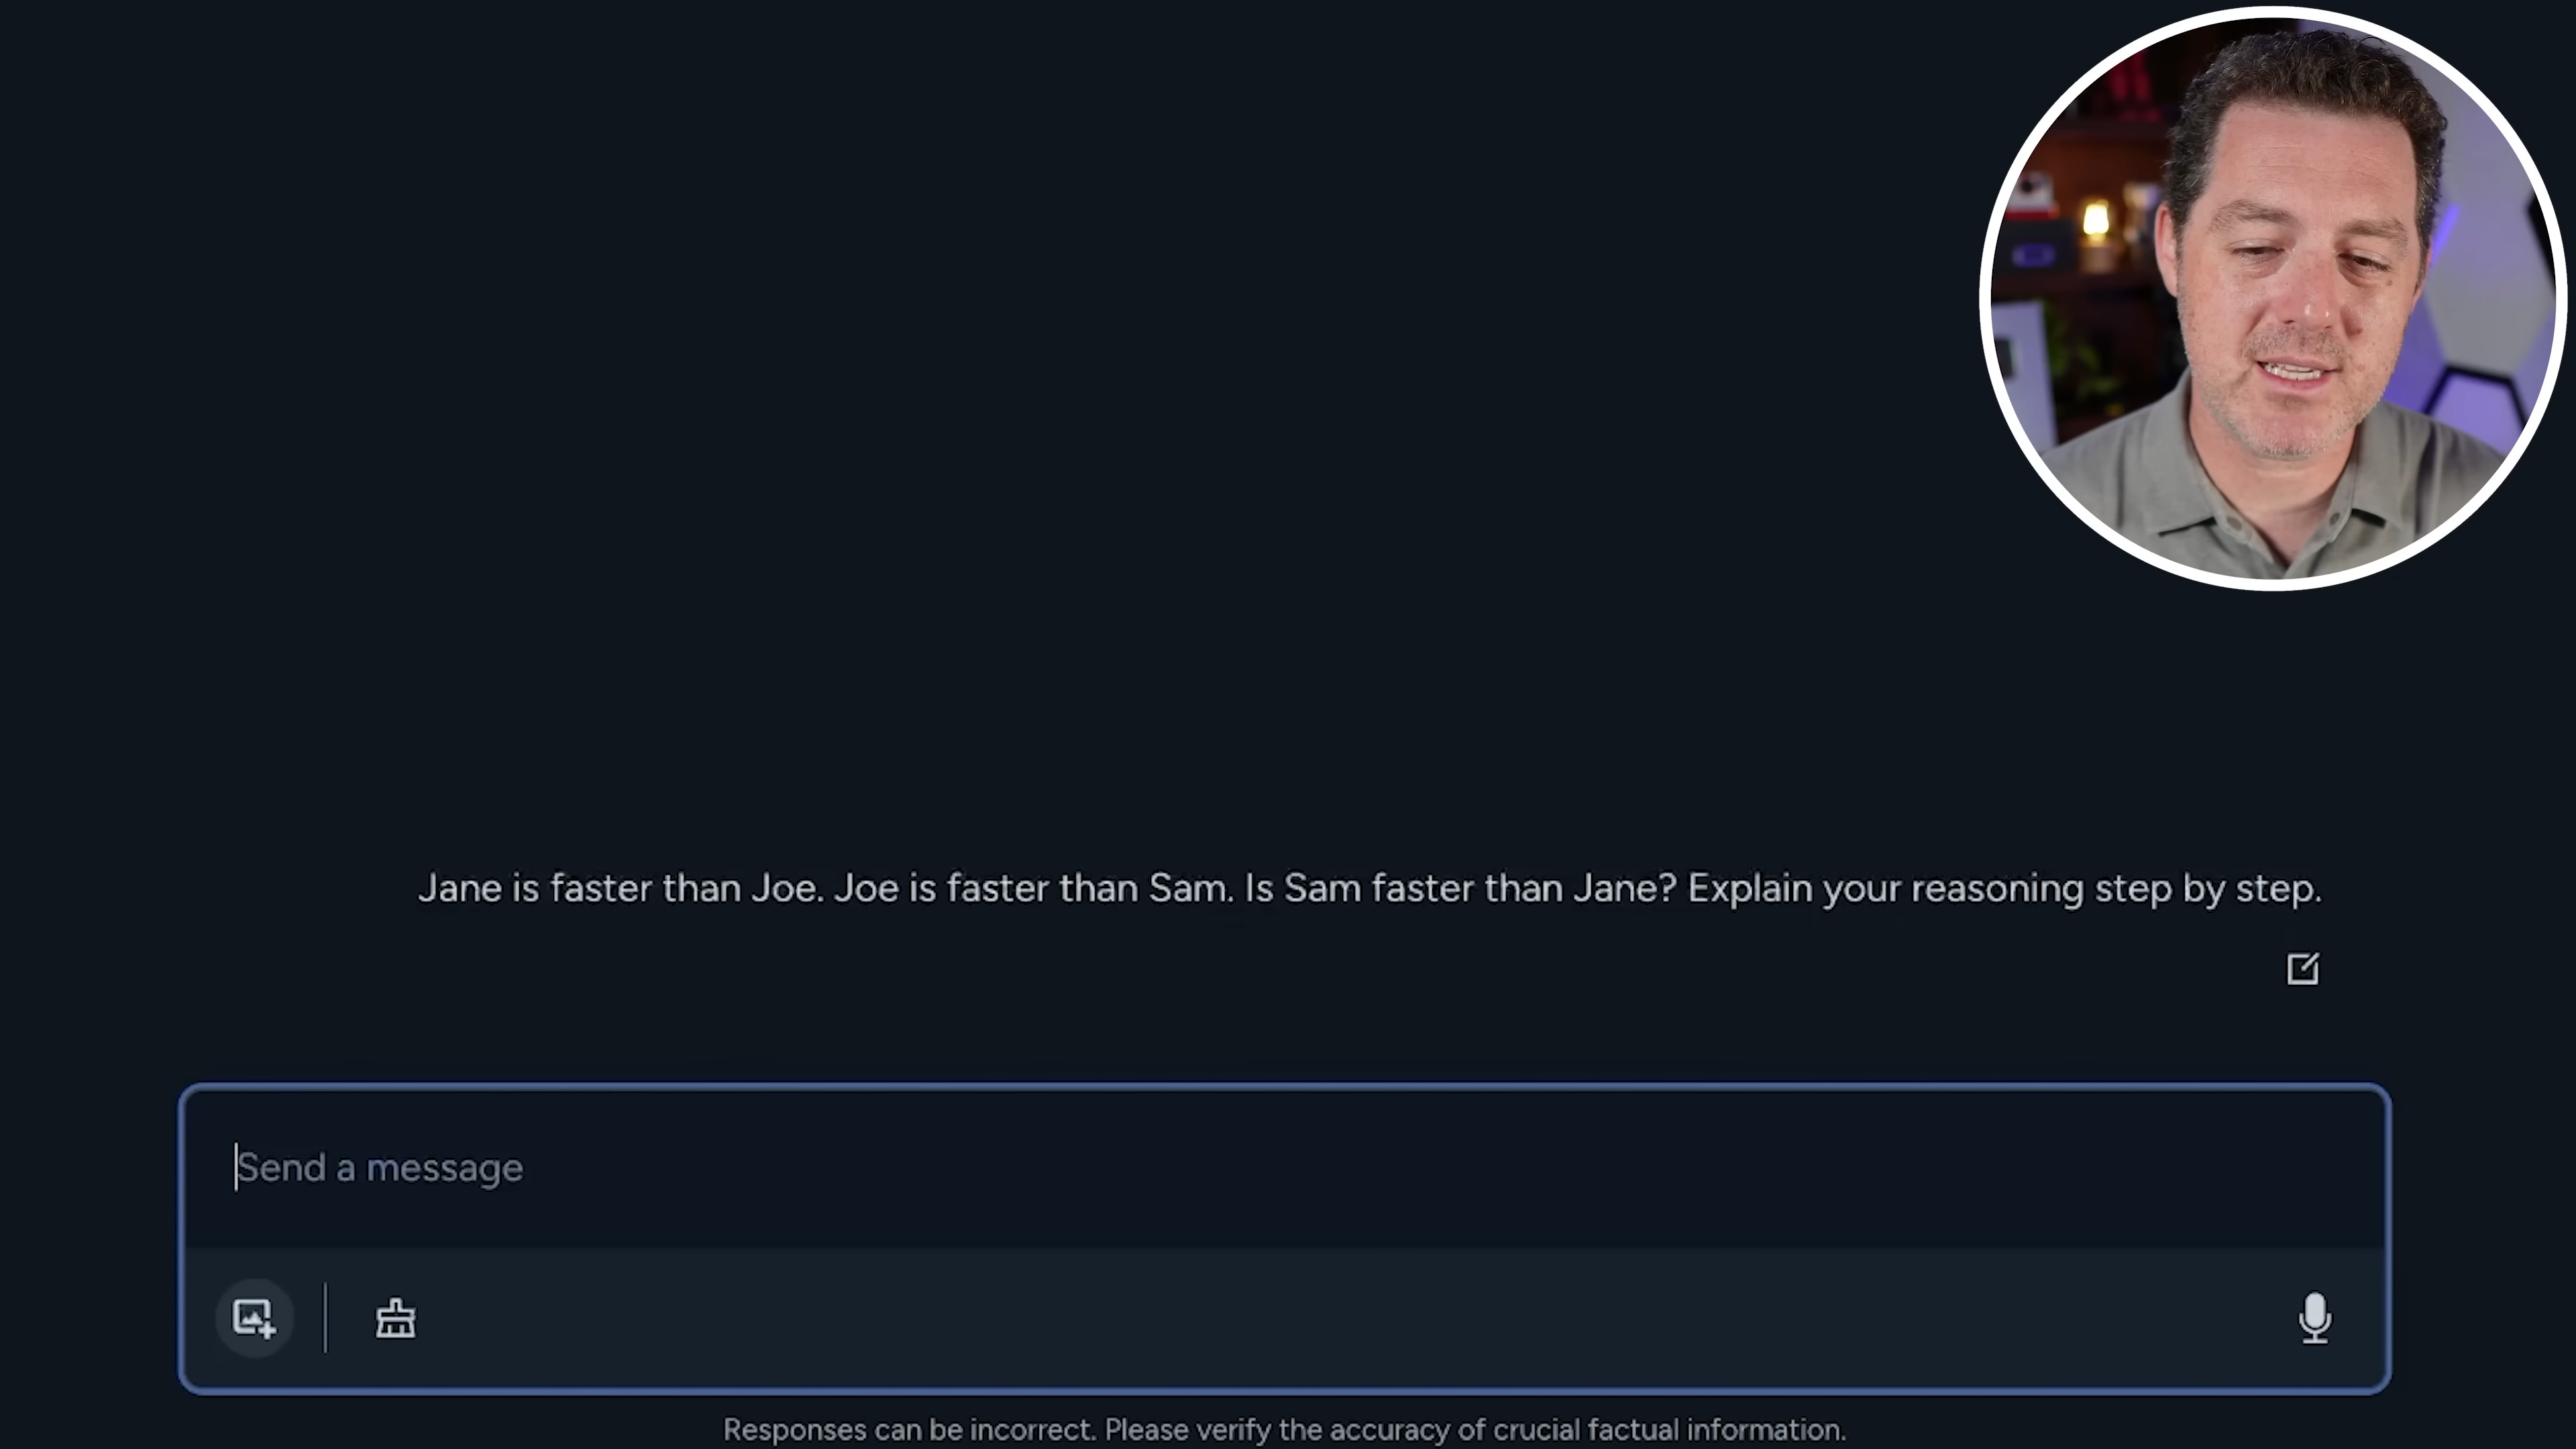 Jane is faster than Joe. Joe is faster than Sam. Is Sam faster than Jane? Explain your reasoning step by step.
Send a message
Responses can be incorrect. Please verify the accuracy of crucial factual information.